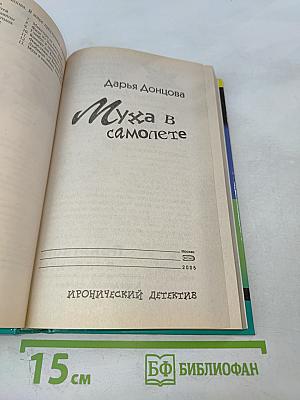 Дарья Донцова
Муха в
самолете
Москва
2005
ИРОНИЧЕСКИЙ ДЕТЕКТИВ
15 см
БФ БИБЛИОФАН